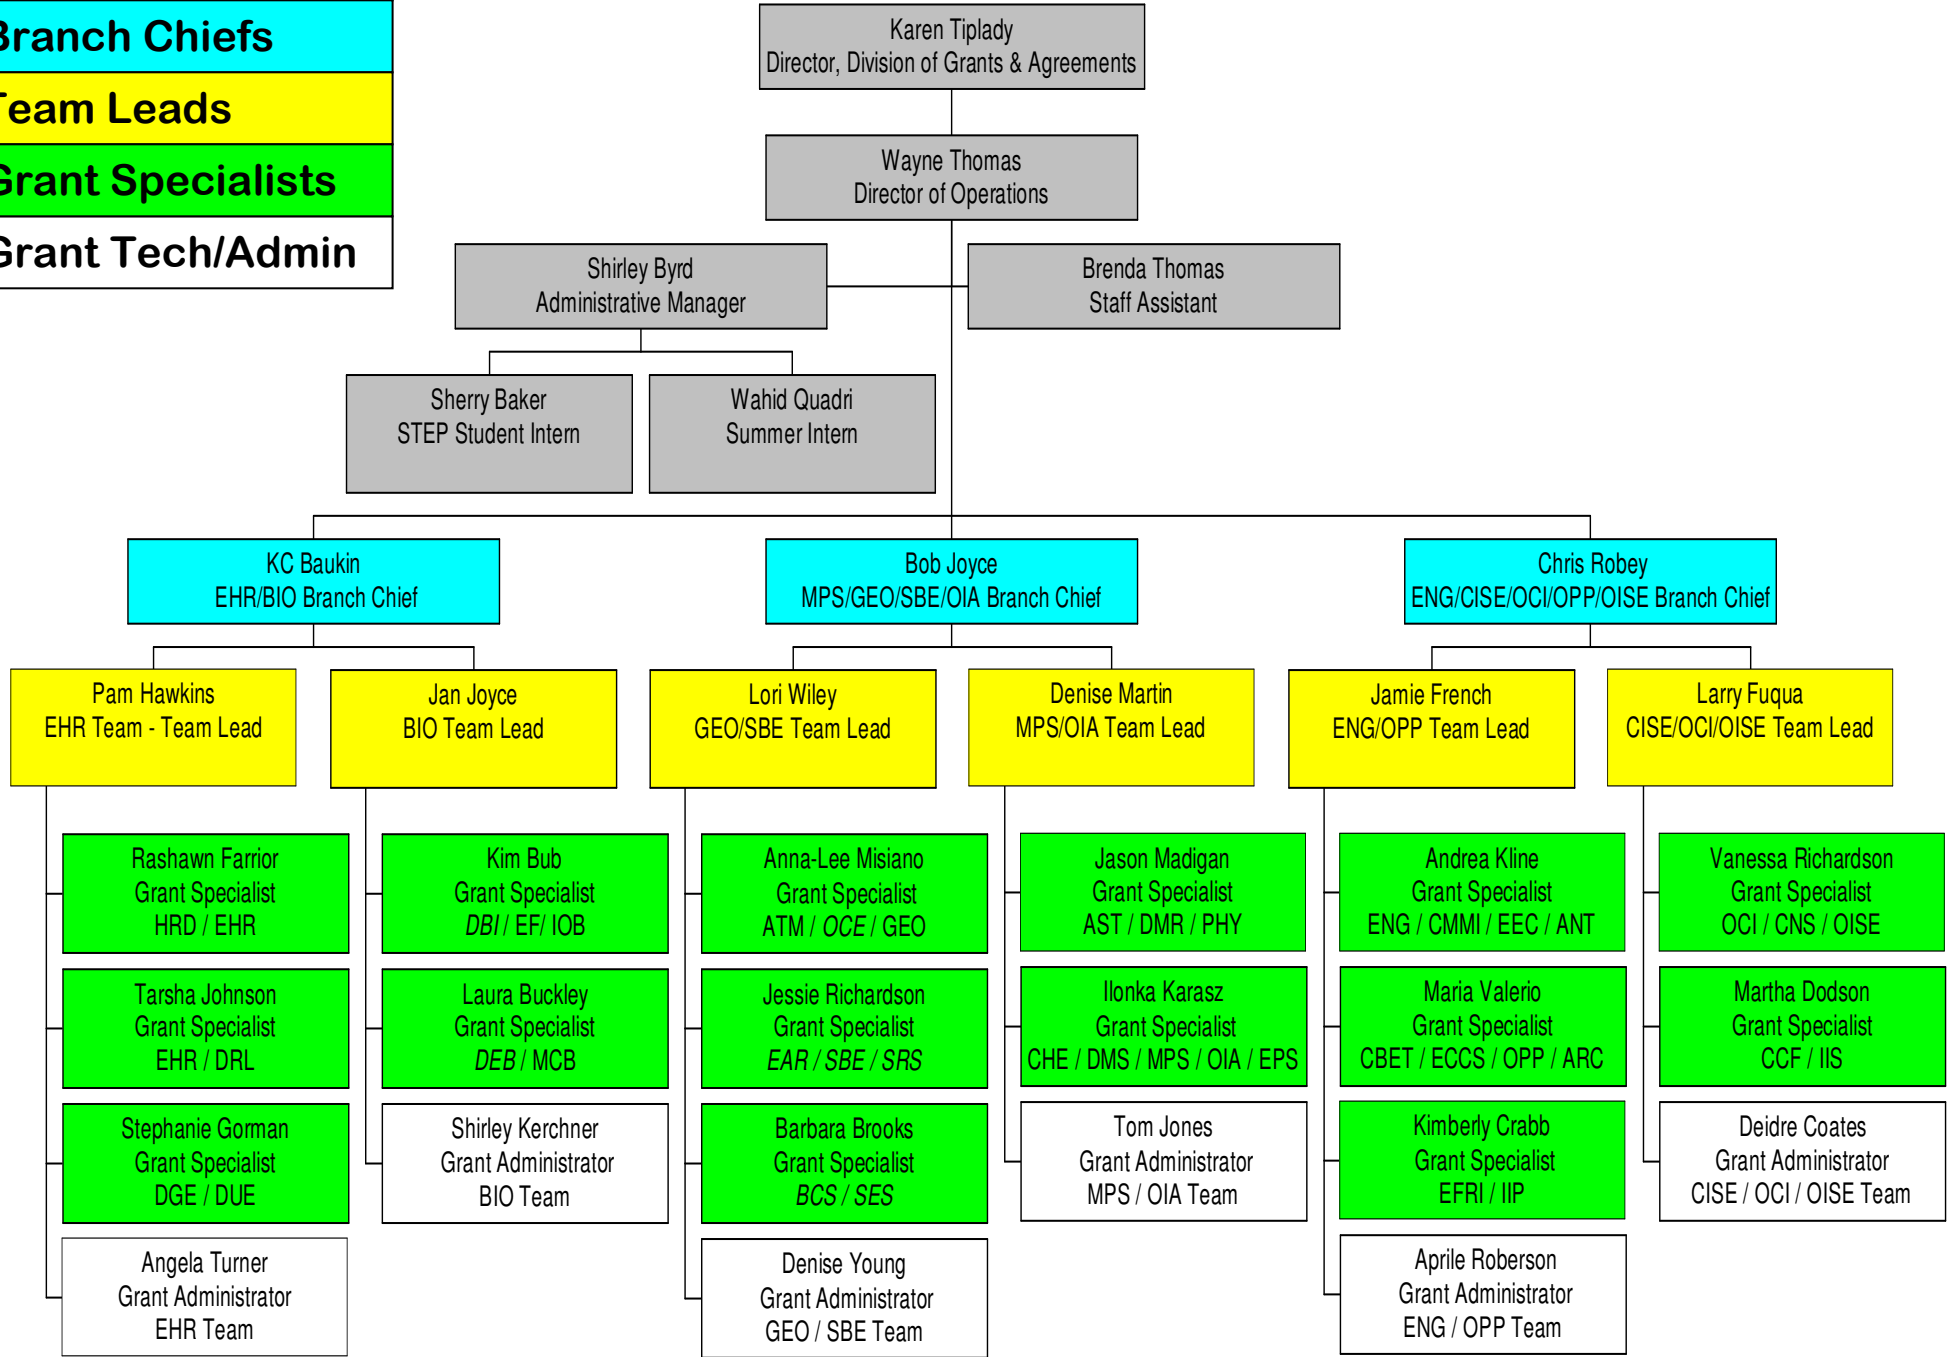 Branch Chiefs
Team Leads
Grant Specialists
Grant Tech/Admin
Karen Tiplady
Director, Division of Grants & Agreements
Wayne Thomas
Director of Operations
Shirley Byrd
Administrative Manager
Brenda Thomas
Staff Assistant
Sherry Baker
STEP Student Intern
Wahid Quadri
Summer Intern
KC Baukin
EHR/BIO Branch Chief
Bob Joyce
MPS/GEO/SBE/OIA Branch Chief
Chris Robey
ENG/CISE/OCI/OPP/OISE Branch Chief
Pam Hawkins
EHR Team - Team Lead
Jan Joyce
BIO Team Lead
Lori Wiley
GEO/SBE Team Lead
Denise Martin
MPS/OIA Team Lead
Jamie French
ENG/OPP Team Lead
Larry Fuqua
CISE/OCI/OISE Team Lead
Rashawn Farrior
Grant Specialist
HRD / EHR
Kim Bub
Grant Specialist
DBI / EF/ IOB
Anna-Lee Misiano
Grant Specialist
ATM / OCE / GEO
Jason Madigan
Grant Specialist
AST / DMR / PHY
Andrea Kline
Grant Specialist
ENG / CMMI / EEC / ANT
Vanessa Richardson
Grant Specialist
OCI / CNS / OISE
Tarsha Johnson
Grant Specialist
EHR / DRL
Laura Buckley
Grant Specialist
DEB / MCB
Jessie Richardson
Grant Specialist
EAR / SBE / SRS
Ilonka Karasz
Grant Specialist
CHE / DMS / MPS / OIA / EPS
Maria Valerio
Grant Specialist
CBET / ECCS / OPP / ARC
Martha Dodson
Grant Specialist
CCF / IIS
Stephanie Gorman
Grant Specialist
DGE / DUE
Shirley Kerchner
Grant Administrator
BIO Team
Barbara Brooks
Grant Specialist
BCS / SES
Tom Jones
Grant Administrator
MPS / OIA Team
Kimberly Crabb
Grant Specialist
EFRI / IIP
Deidre Coates
Grant Administrator
CISE / OCI / OISE Team
Angela Turner
Grant Administrator
EHR Team
Denise Young
Grant Administrator
GEO / SBE Team
Aprile Roberson
Grant Administrator
ENG / OPP Team